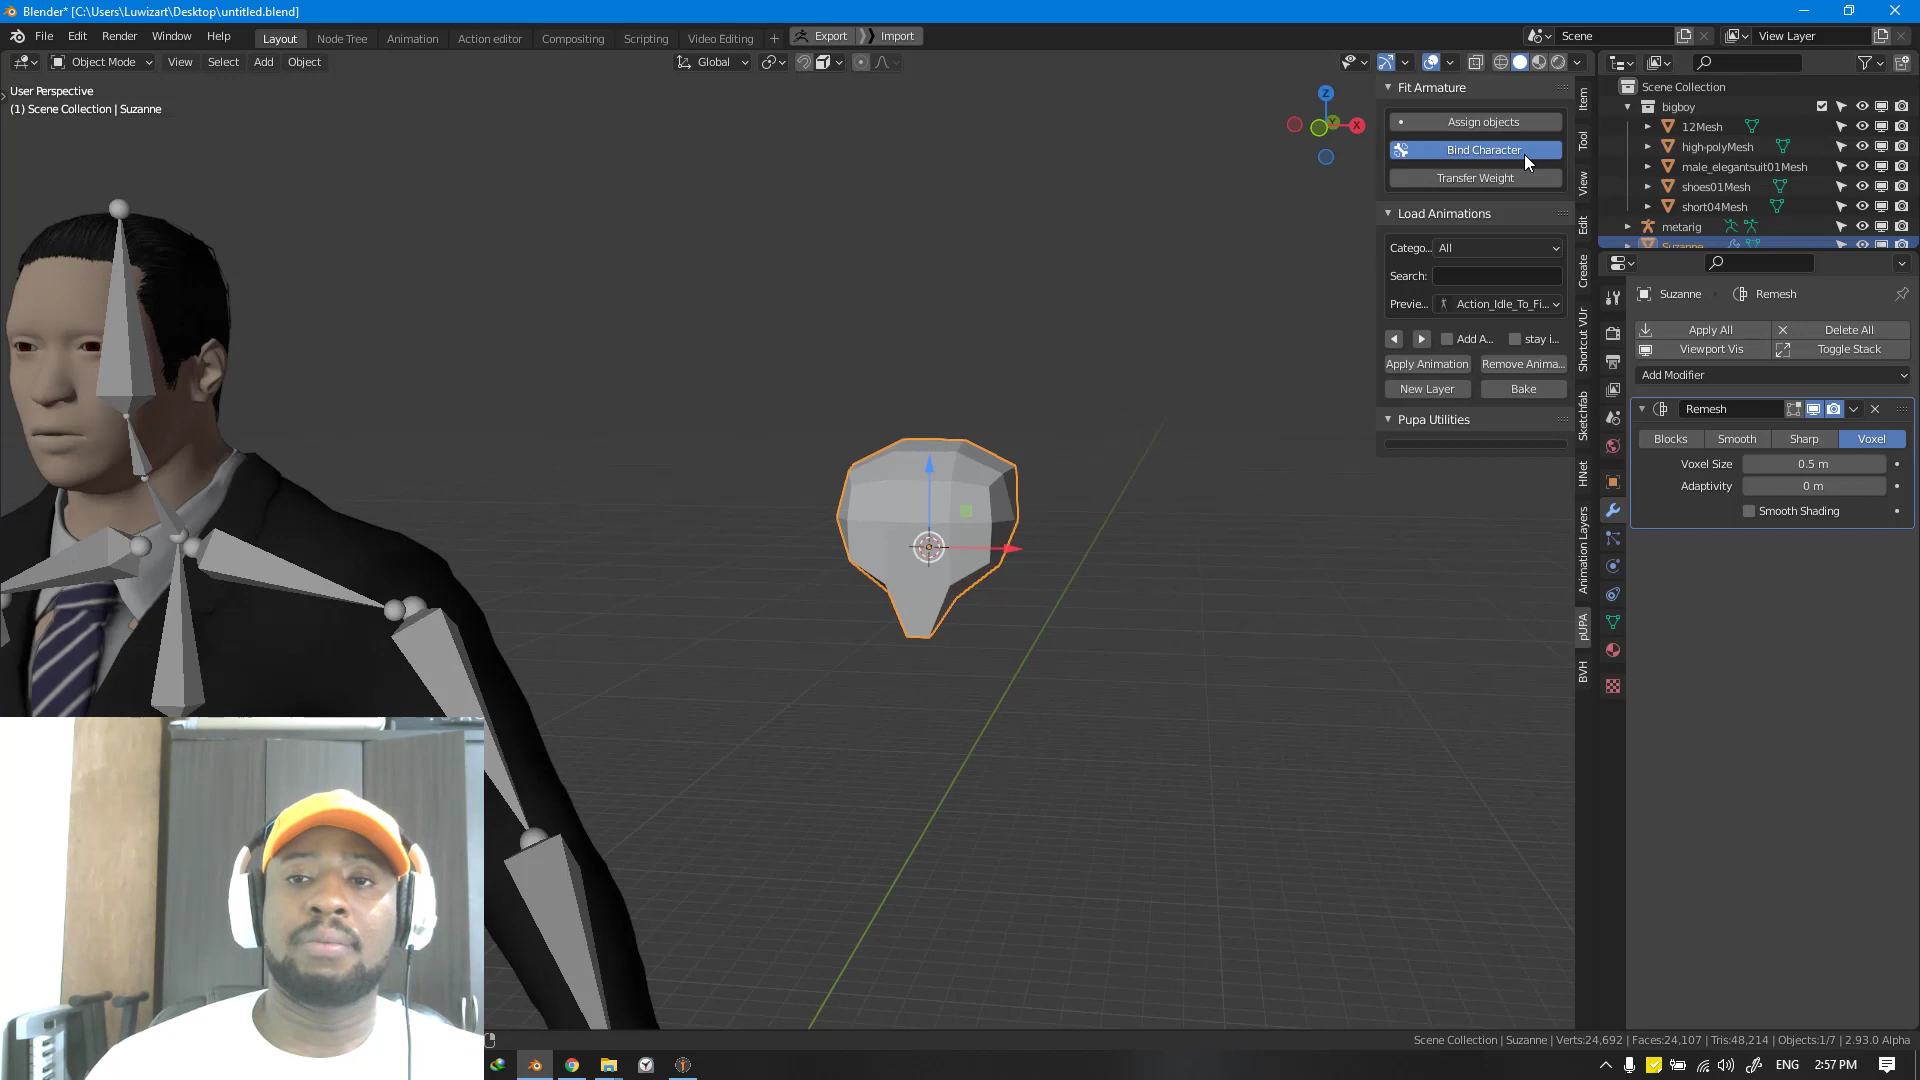 Blender* [C:\Users\Luwizart\Desktop\untitled.blend]
File Edit Render Window Help Layout Node Tree Animation Action editor Compositing Scripting Video Editing + Export Import Scene View Layer
Object Mode View Select Add Object Global
User Perspective
(1) Scene Collection | Suzanne
Z
Y
X
Fit Armature
Assign objects
Bind Character
Transfer Weight
Load Animations
Catego... All
Search:
Previe... Action_Idle_To_Fi...
Add A... stay i...
Apply Animation Remove Anima...
New Layer Bake
Pupa Utilities
Item
Tool
View
Edit
Create
Shortcut VUr
Sketchfab
HNet
Animation Layers
pUPA
BVH
Scene Collection
bigboy
12Mesh
high-polyMesh
male_elegantsuit01Mesh
shoes01Mesh
short04Mesh
metarig
Suzanne
Suzanne Remesh
Apply All Delete All
Viewport Vis Toggle Stack
Add Modifier
Remesh
Blocks Smooth Sharp Voxel
Voxel Size 0.5 m
Adaptivity 0 m
Smooth Shading
Scene Collection | Suzanne | Verts:24,692 | Faces:24,107 | Tris:48,214 | Objects:1/7 | 2.93.0 Alpha
ENG 2:57 PM